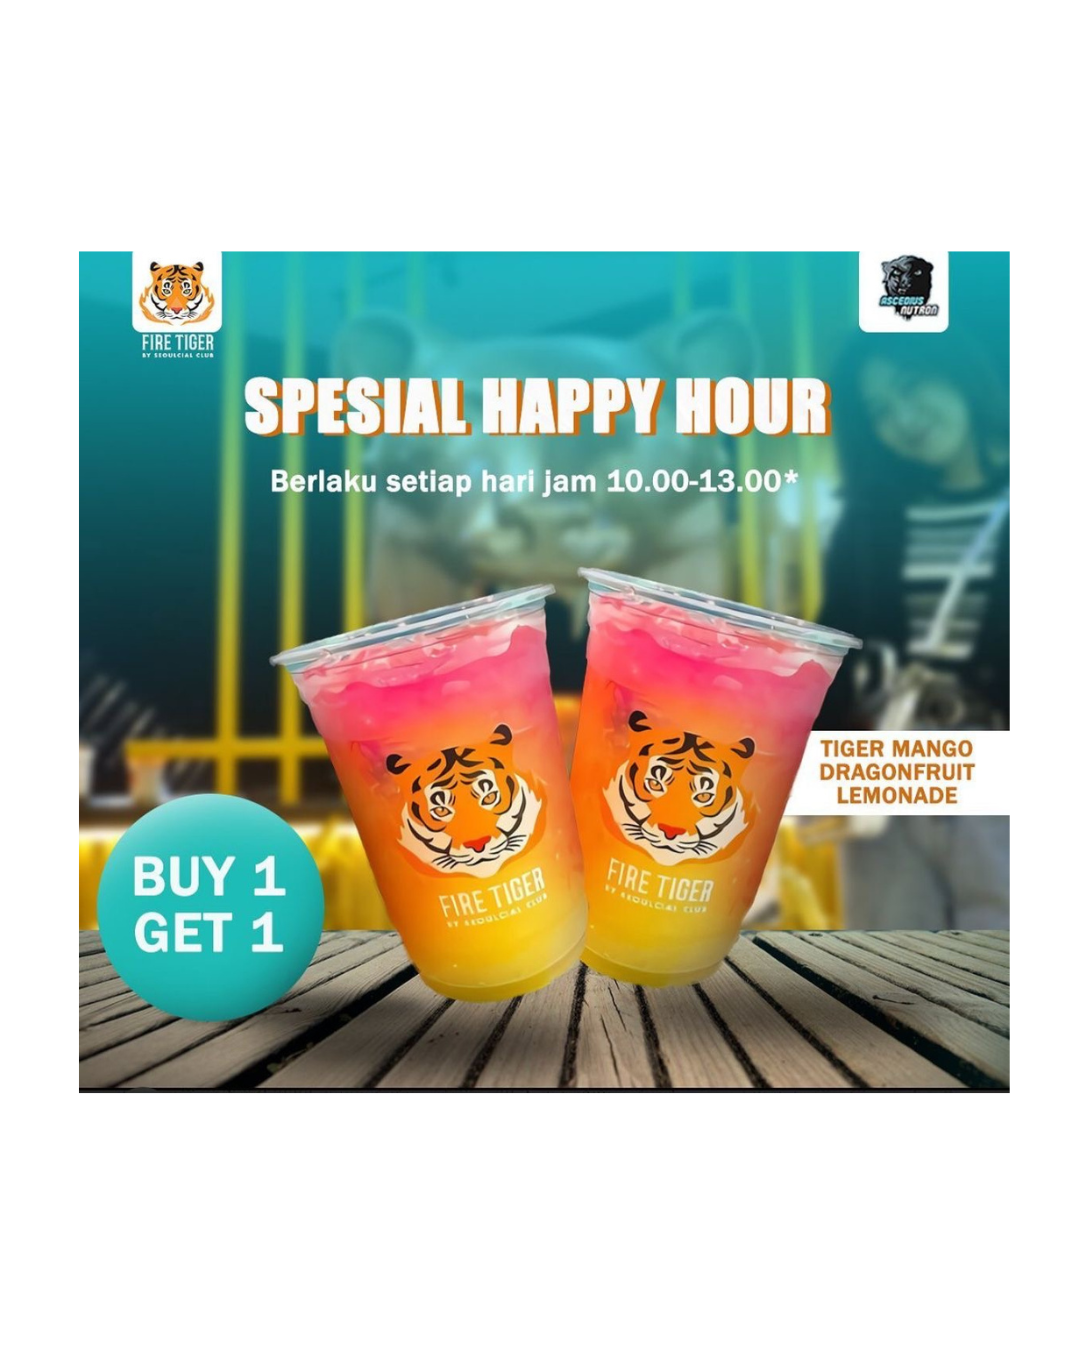 FIRE TIGER
BY SEOULCIAL CLUB
ASCEDIUS
NUTRON
SPESIAL HAPPY HOUR
Berlaku setiap hari jam 10.00-13.00*
TIGER MANGO
DRAGONFRUIT
LEMONADE
BUY 1
GET 1
FIRE TIGER
BY SEOULCIAL CLUB
FIRE TIGER
BY SEOULCIAL CLUB